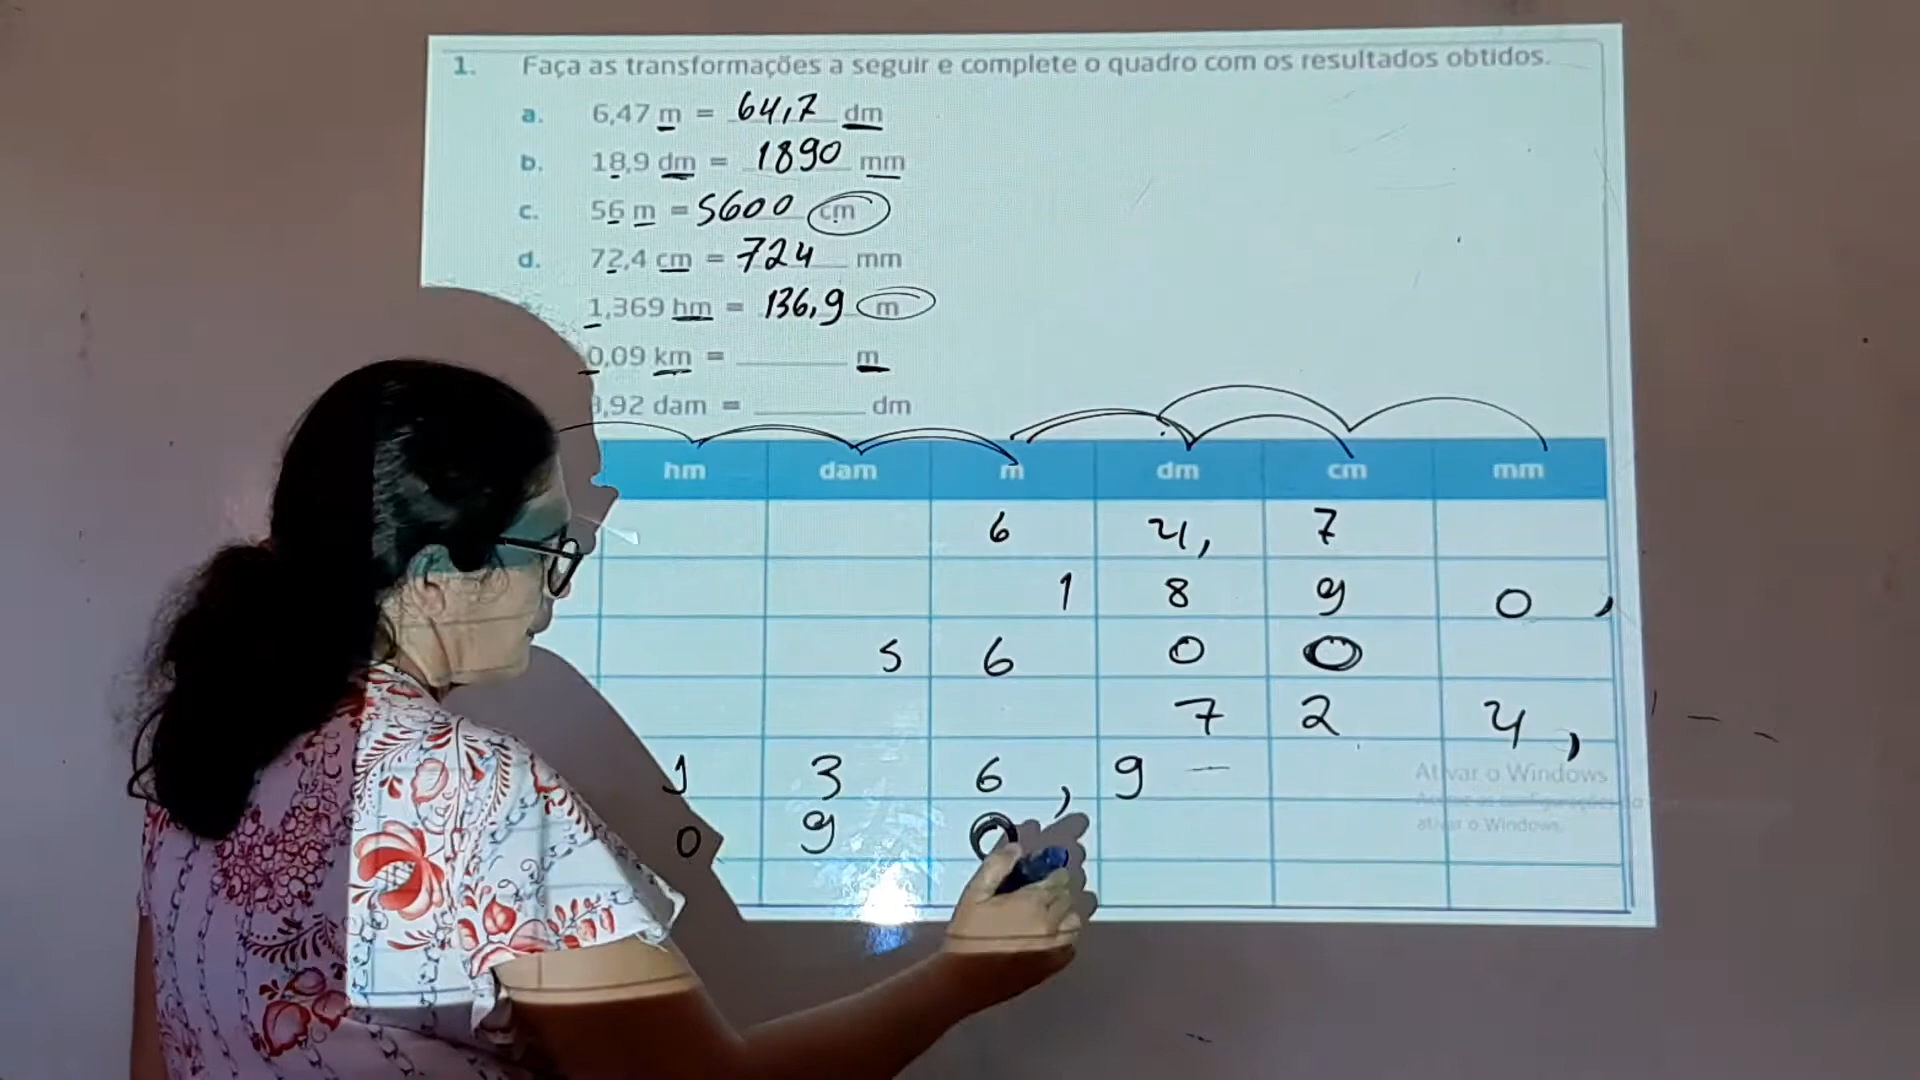 1. Faça as transformações a seguir e complete o quadro com os resultados obtidos.
a. 6,47 m = 64,7 dm
b. 18,9 dm = 1890 mm
c. 56 m = 5600 cm
d. 72,4 cm = 724 mm
1,369 hm = 136,9 m
0,09 km = ______ m
,92 dam = ______ dm
hm dam m dm cm mm
6 4, 7
1 8 9 0,
5 6 0 0
7 2 4,
1 3 6, 9
0 9 0
Ativar o Windows